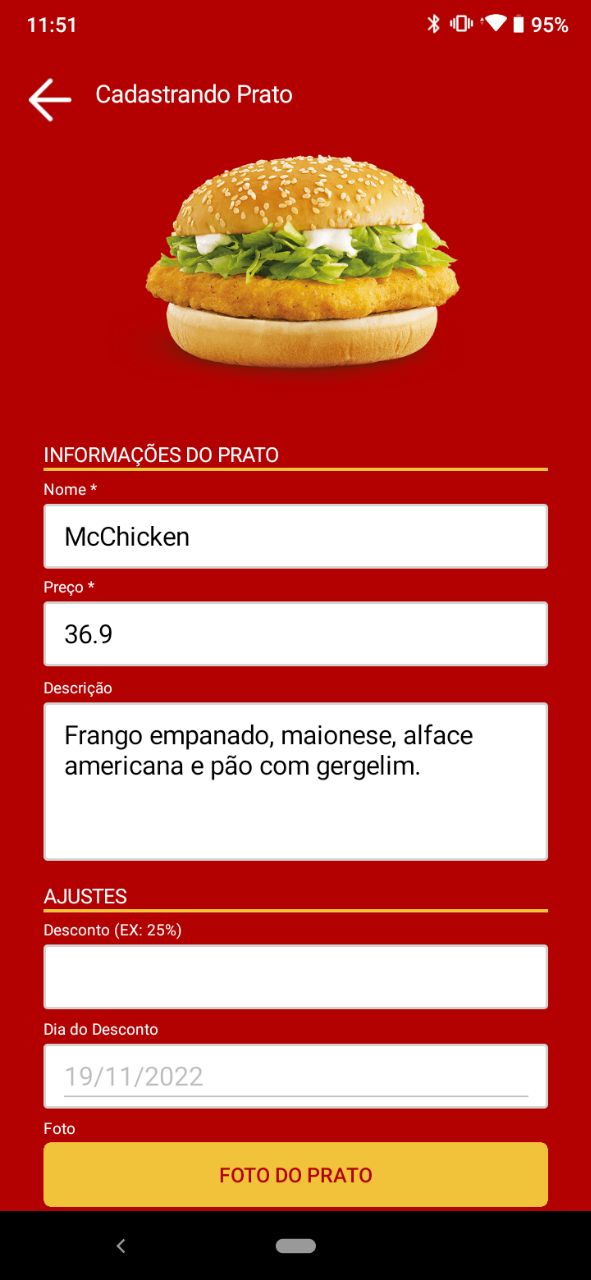 11:51
95%
Cadastrando Prato
INFORMAÇÕES DO PRATO
Nome *
McChicken
Preço *
36.9
Descrição
Frango empanado, maionese, alface
americana e pão com gergelim.
AJUSTES
Desconto (EX: 25%)
Dia do Desconto
19/11/2022
Foto
FOTO DO PRATO